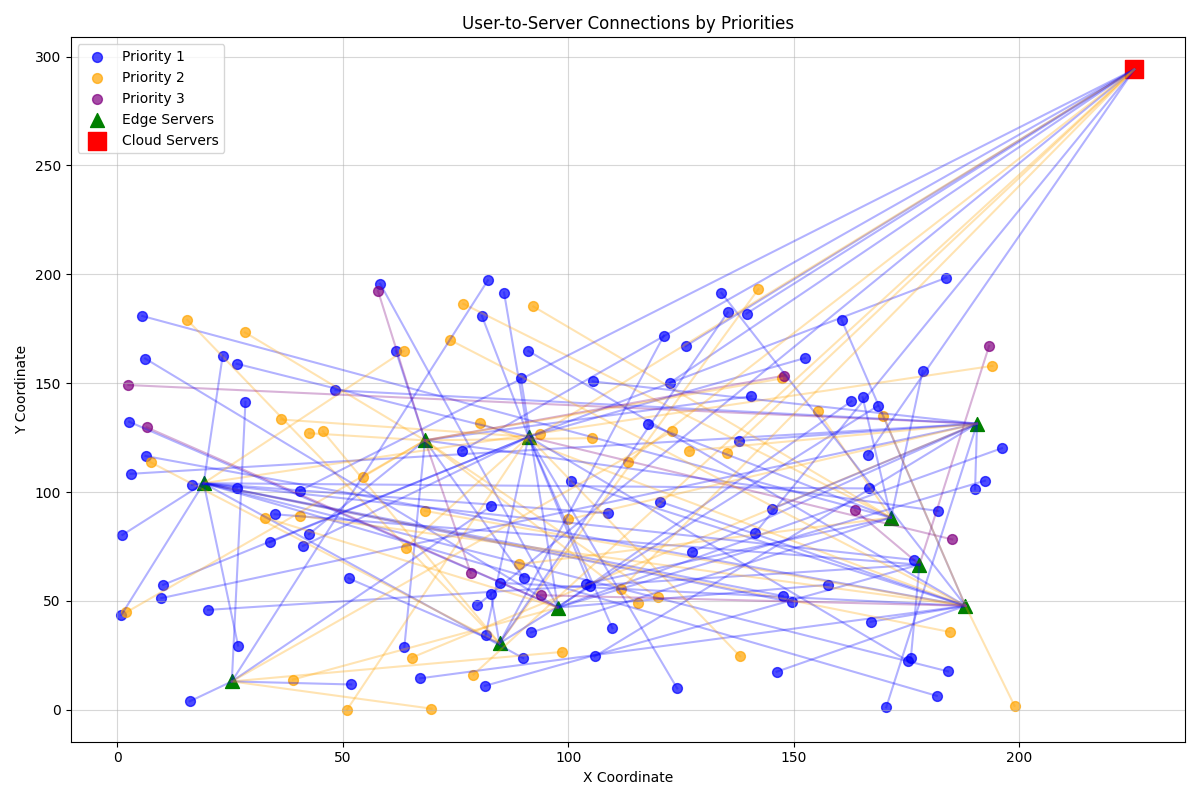 User-to-Server Connections by Priorities
Priority 1
Priority 2
Priority 3
Edge Servers
Cloud Servers
Y Coordinate
300
250
200
150
100
50
0
0 50 100 150 200
X Coordinate